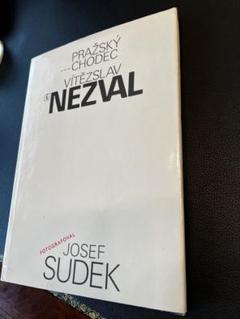 PRAŽSKÝ
CHODEC
VÍTĚZSLAV
NEZVAL
FOTOGRAFOVAL
JOSEF
SUDEK